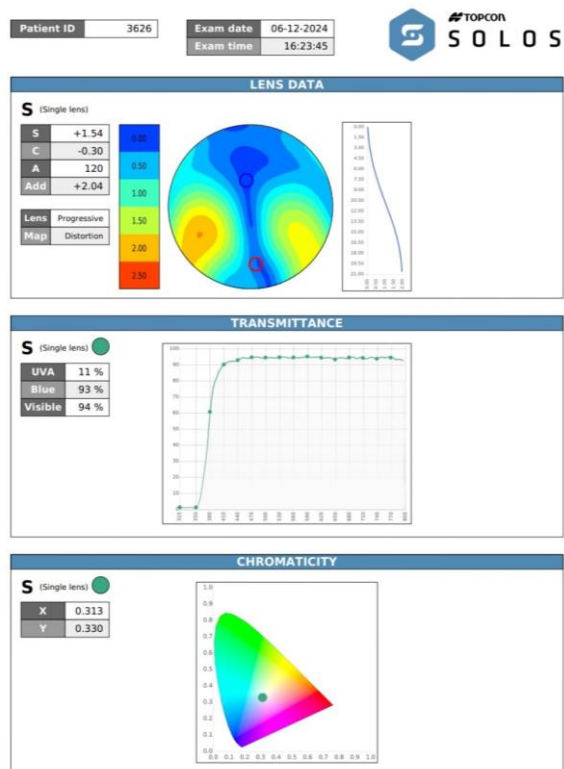 Patient ID 3626
Exam date 06-12-2024
Exam time 16:23:45
TOPCON
SOLOS
LENS DATA
S (Single lens)
S +1.54
C -0.30
A 120
Add +2.04
Lens Progressive
Map Distortion
0.00
0.50
1.00
1.50
2.00
2.50
TRANSMITTANCE
S (Single lens)
UVA 11 %
Blue 93 %
Visible 94 %
100
90
80
70
60
50
40
30
20
10
CHROMATICITY
S (Single lens)
X 0.313
Y 0.330
1.0
0.9
0.8
0.7
0.6
0.5
0.4
0.3
0.2
0.1
0.0
0.0 0.1 0.2 0.3 0.4 0.5 0.6 0.7 0.8 0.9 1.0